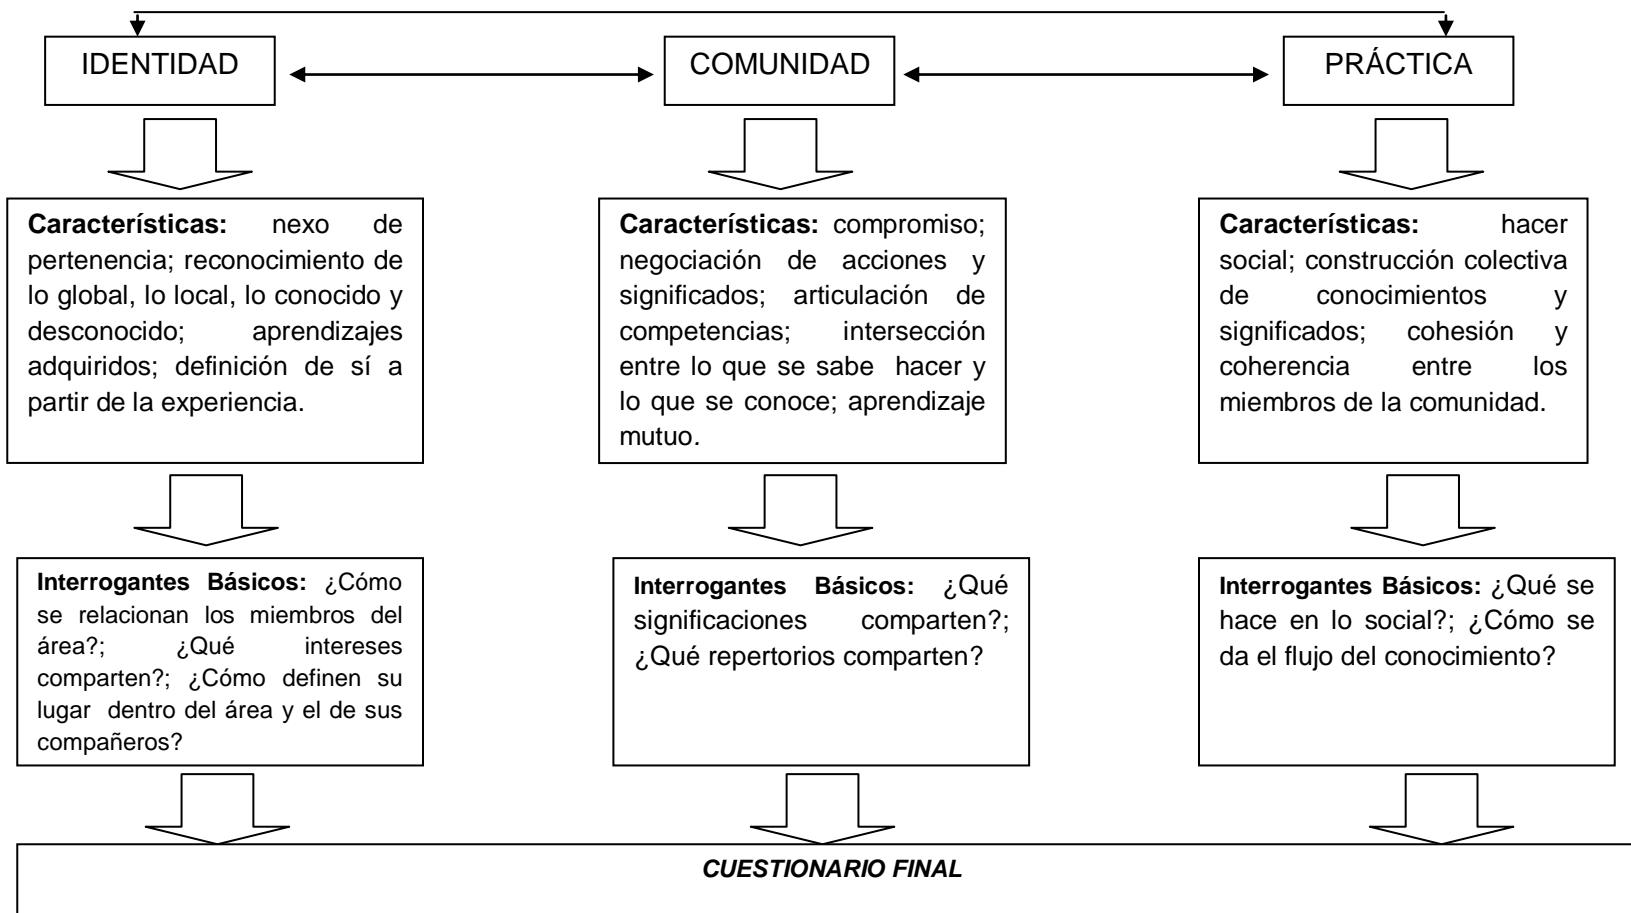 IDENTIDAD
COMUNIDAD
PRÁCTICA
Características: nexo de
pertenencia; reconocimiento de
lo global, lo local, lo conocido y
desconocido; aprendizajes
adquiridos; definición de sí a
partir de la experiencia.
Características: compromiso;
negociación de acciones y
significados; articulación de
competencias; intersección
entre lo que se sabe hacer y
lo que se conoce; aprendizaje
mutuo.
Características: hacer
social; construcción colectiva
de conocimientos y
significados; cohesión y
coherencia entre los
miembros de la comunidad.
Interrogantes Básicos: ¿Cómo
se relacionan los miembros del
área?; ¿Qué intereses
comparten?; ¿Cómo definen su
lugar dentro del área y el de sus
compañeros?
Interrogantes Básicos: ¿Qué
significaciones comparten?;
¿Qué repertorios comparten?
Interrogantes Básicos: ¿Qué se
hace en lo social?; ¿Cómo se
da el flujo del conocimiento?
CUESTIONARIO FINAL